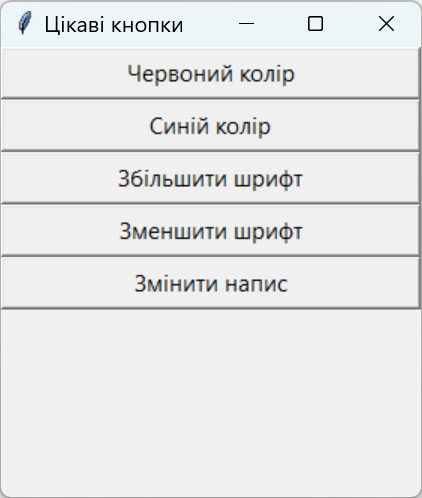 Цікаві кнопки
Червоний колір
Синій колір
Збільшити шрифт
Зменшити шрифт
Змінити напис